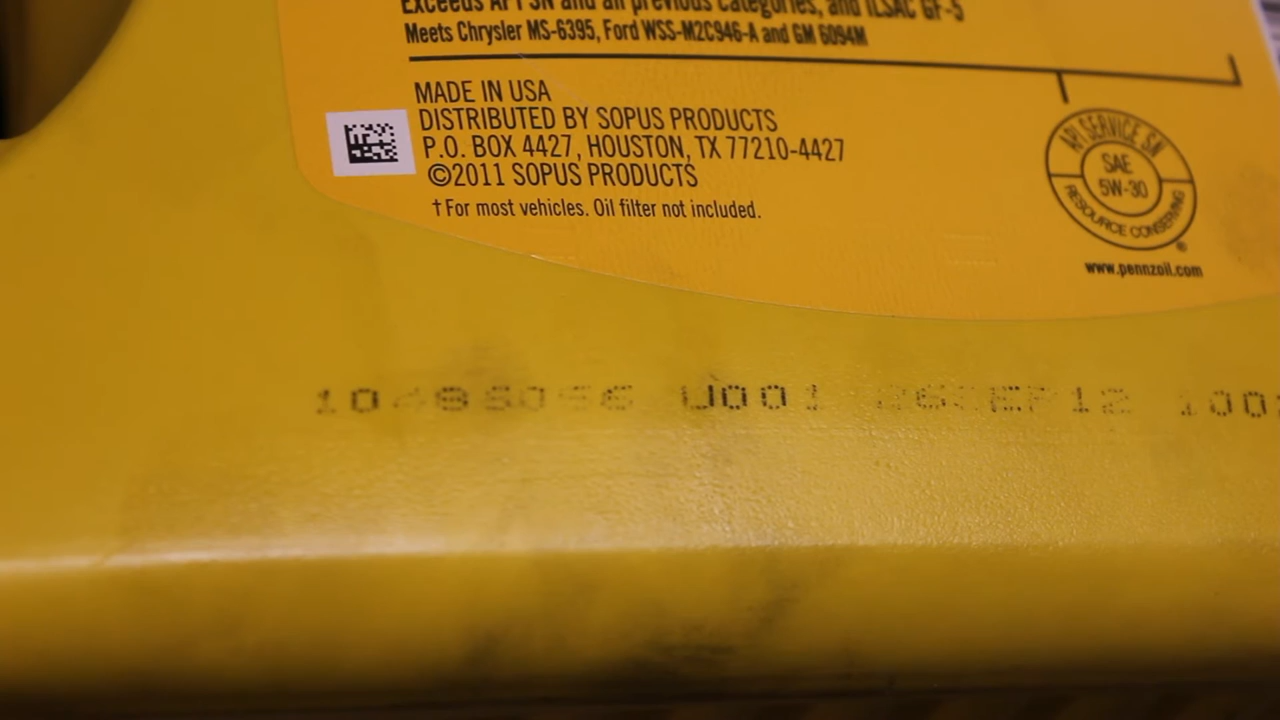 Exceeds API SN and all previous categories, and ILSAC GF-5
Meets Chrysler MS-6395, Ford WSS-M2C946-A and GM 6094M
MADE IN USA
DISTRIBUTED BY SOPUS PRODUCTS
P.O. BOX 4427, HOUSTON, TX 77210-4427
©2011 SOPUS PRODUCTS
†For most vehicles. Oil filter not included.
API SERVICE SN
SAE
5W-30
RESOURCE CONSERVING
®
www.pennzoil.com
U001